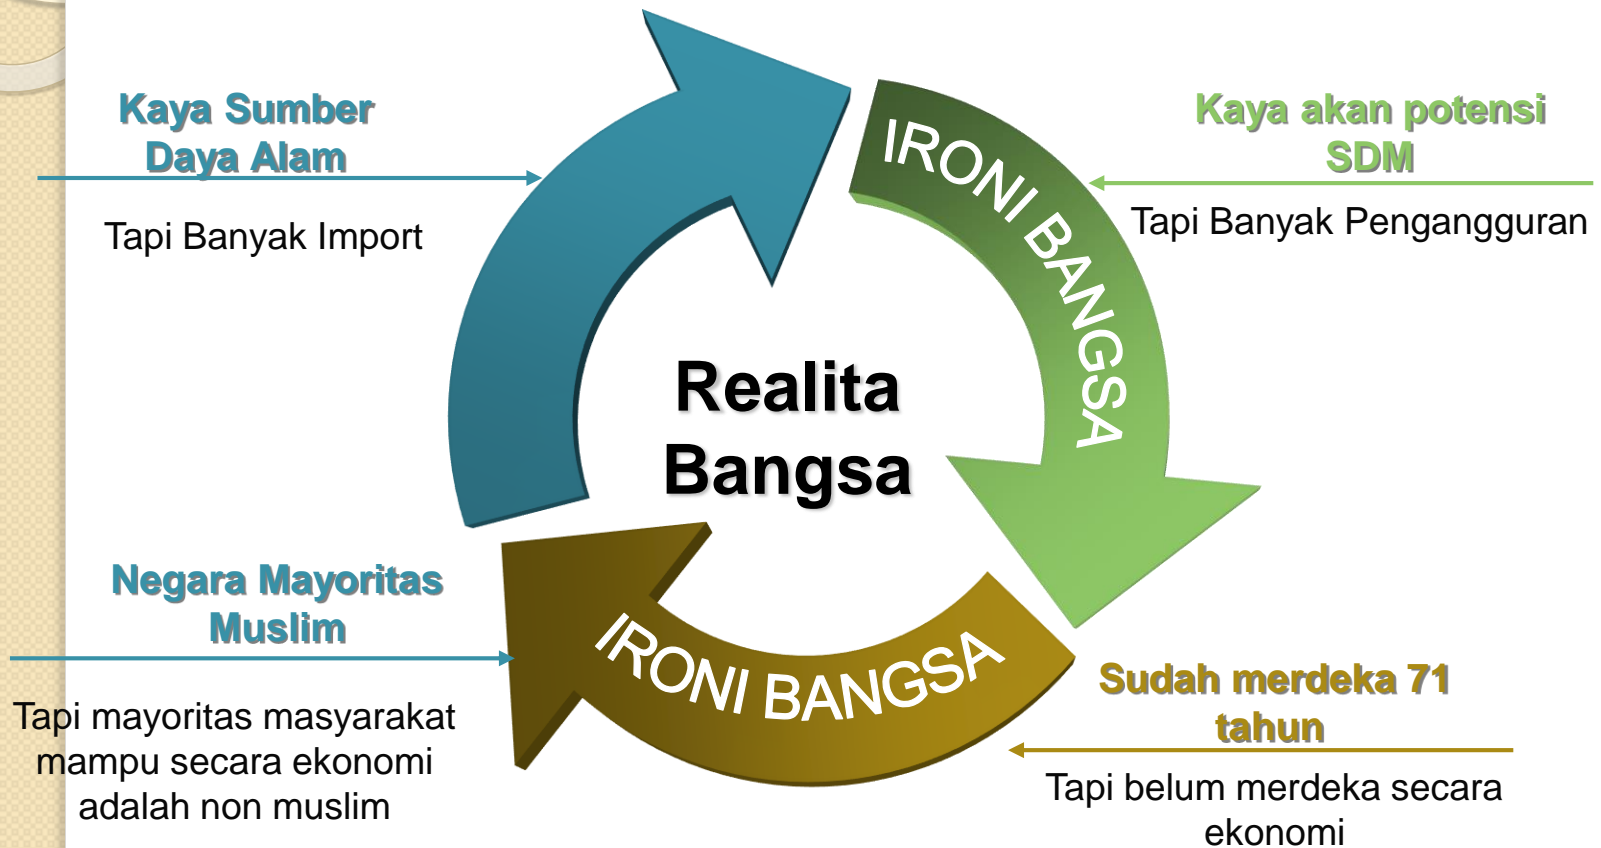 Kaya Sumber
Daya Alam
Tapi Banyak Import
Kaya akan potensi
SDM
Tapi Banyak Pengangguran
IRONI BANGSA
Realita
Bangsa
Negara Mayoritas
Muslim
Tapi mayoritas masyarakat
mampu secara ekonomi
adalah non muslim
IRONI BANGSA
Sudah merdeka 71
tahun
Tapi belum merdeka secara
ekonomi